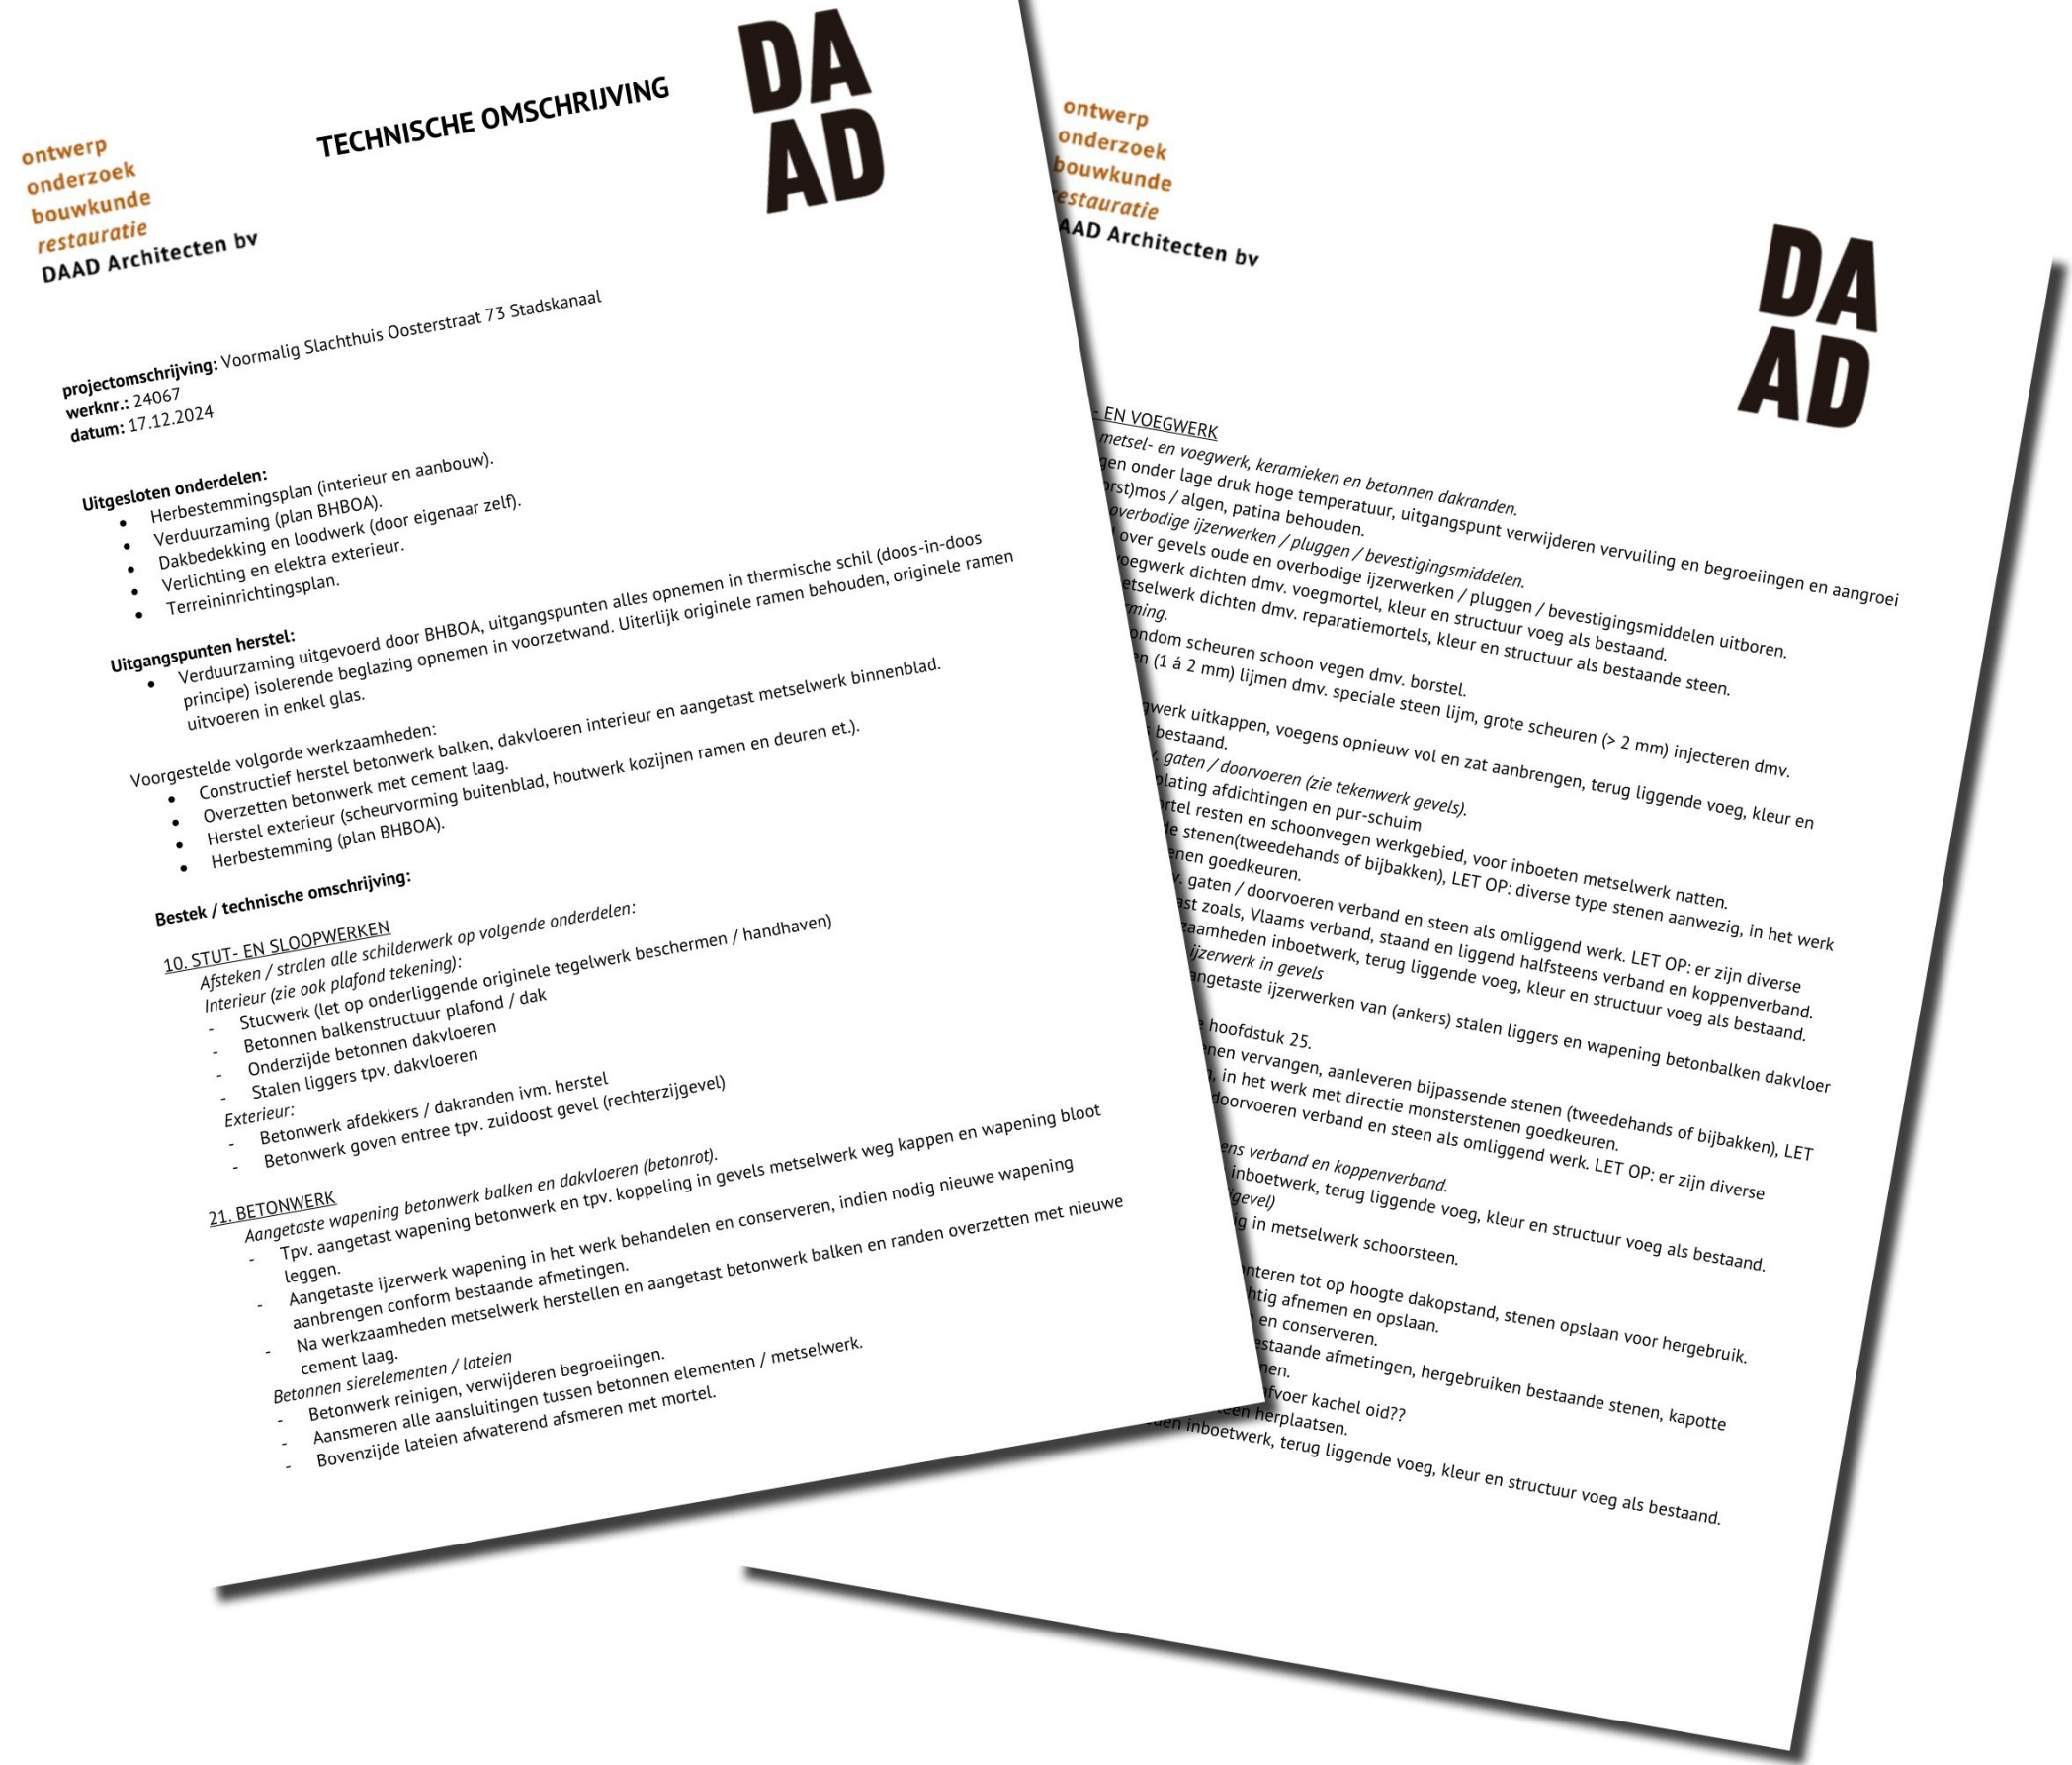 ontwerp
onderzoek
bouwkunde
restauratie
DAAD Architecten bv
TECHNISCHE OMSCHRIJVING
DA
AD
projectomschrijving: Voormalig Slachthuis Oosterstraat 73 Stadskanaal
werknr.: 24067
datum: 17.12.2024
Uitgesloten onderdelen:
• Herbestemmingsplan (interieur en aanbouw).
• Verduurzaming (plan BHBOA).
• Dakbedekking en loodwerk (door eigenaar zelf).
• Verlichting en elektra exterieur.
• Terreininrichtingsplan.
Uitgangspunten herstel:
• Verduurzaming uitgevoerd door BHBOA, uitgangspunten alles opnemen in thermische schil (doos-in-doos
principe) isolerende beglazing opnemen in voorzetwand. Uiterlijk originele ramen behouden, originele ramen
uitvoeren in enkel glas.
Voorgestelde volgorde werkzaamheden:
• Constructief herstel betonwerk balken, dakvloeren interieur en aangetast metselwerk binnenblad.
• Overzetten betonwerk met cement laag.
• Herstel exterieur (scheurvorming buitenblad, houtwerk kozijnen ramen en deuren et.).
• Herbestemming (plan BHBOA).
Bestek / technische omschrijving:
10. STUT- EN SLOOPWERKEN
Afsteken / stralen alle schilderwerk op volgende onderdelen:
Interieur (zie ook plafond tekening):
- Stucwerk (let op onderliggende originele tegelwerk beschermen / handhaven)
- Betonnen balkenstructuur plafond / dak
- Onderzijde betonnen dakvloeren
- Stalen liggers tpv. dakvloeren
Exterieur:
- Betonwerk afdekkers / dakranden ivm. herstel
- Betonwerk goven entree tpv. zuidoost gevel (rechterzijgevel)
21. BETONWERK
Aangetaste wapening betonwerk balken en dakvloeren (betonrot).
- Tpv. aangetast wapening betonwerk en tpv. koppeling in gevels metselwerk weg kappen en wapening bloot
leggen.
- Aangetaste ijzerwerk wapening in het werk behandelen en conserveren, indien nodig nieuwe wapening
aanbrengen conform bestaande afmetingen.
- Na werkzaamheden metselwerk herstellen en aangetast betonwerk balken en randen overzetten met nieuwe
cement laag.
Betonnen sierelementen / lateien
- Betonwerk reinigen, verwijderen begroeiingen.
- Aansmeren alle aansluitingen tussen betonnen elementen / metselwerk.
- Bovenzijde lateien afwaterend afsmeren met mortel.
ontwerp
onderzoek
bouwkunde
estauratie
AAD Architecten bv
DA
AD
- EN VOEGWERK
metsel- en voegwerk, keramieken en betonnen dakranden.
gen onder lage druk hoge temperatuur, uitgangspunt verwijderen vervuiling en begroeiingen en aangroei
orst)mos / algen, patina behouden.
overbodige ijzerwerken / pluggen / bevestigingsmiddelen.
over gevels oude en overbodige ijzerwerken / pluggen / bevestigingsmiddelen uitboren.
voegwerk dichten dmv. voegmortel, kleur en structuur voeg als bestaand.
etselwerk dichten dmv. reparatiemortels, kleur en structuur als bestaande steen.
rming.
ondom scheuren schoon vegen dmv. borstel.
en (1 á 2 mm) lijmen dmv. speciale steen lijm, grote scheuren (> 2 mm) injecteren dmv.
gwerk uitkappen, voegens opnieuw vol en zat aanbrengen, terug liggende voeg, kleur en
s bestaand.
. gaten / doorvoeren (zie tekenwerk gevels).
plating afdichtingen en pur-schuim
ortel resten en schoonvegen werkgebied, voor inboeten metselwerk natten.
de stenen(tweedehands of bijbakken), LET OP: diverse type stenen aanwezig, in het werk
enen goedkeuren.
v. gaten / doorvoeren verband en steen als omliggend werk. LET OP: er zijn diverse
ast zoals, Vlaams verband, staand en liggend halfsteens verband en koppenverband.
zaamheden inboetwerk, terug liggende voeg, kleur en structuur voeg als bestaand.
ijzerwerk in gevels
angetaste ijzerwerken van (ankers) stalen liggers en wapening betonbalken dakvloer
e hoofdstuk 25.
enen vervangen, aanleveren bijpassende stenen (tweedehands of bijbakken), LET
n, in het werk met directie monsterstenen goedkeuren.
doorvoeren verband en steen als omliggend werk. LET OP: er zijn diverse
ens verband en koppenverband.
inboetwerk, terug liggende voeg, kleur en structuur voeg als bestaand.
gevel)
ig in metselwerk schoorsteen.
nteren tot op hoogte dakopstand, stenen opslaan voor hergebruik.
htig afnemen en opslaan.
en conserveren.
estaande afmetingen, hergebruiken bestaande stenen, kapotte
nen.
afvoer kachel oid??
een herplaatsen.
den inboetwerk, terug liggende voeg, kleur en structuur voeg als bestaand.